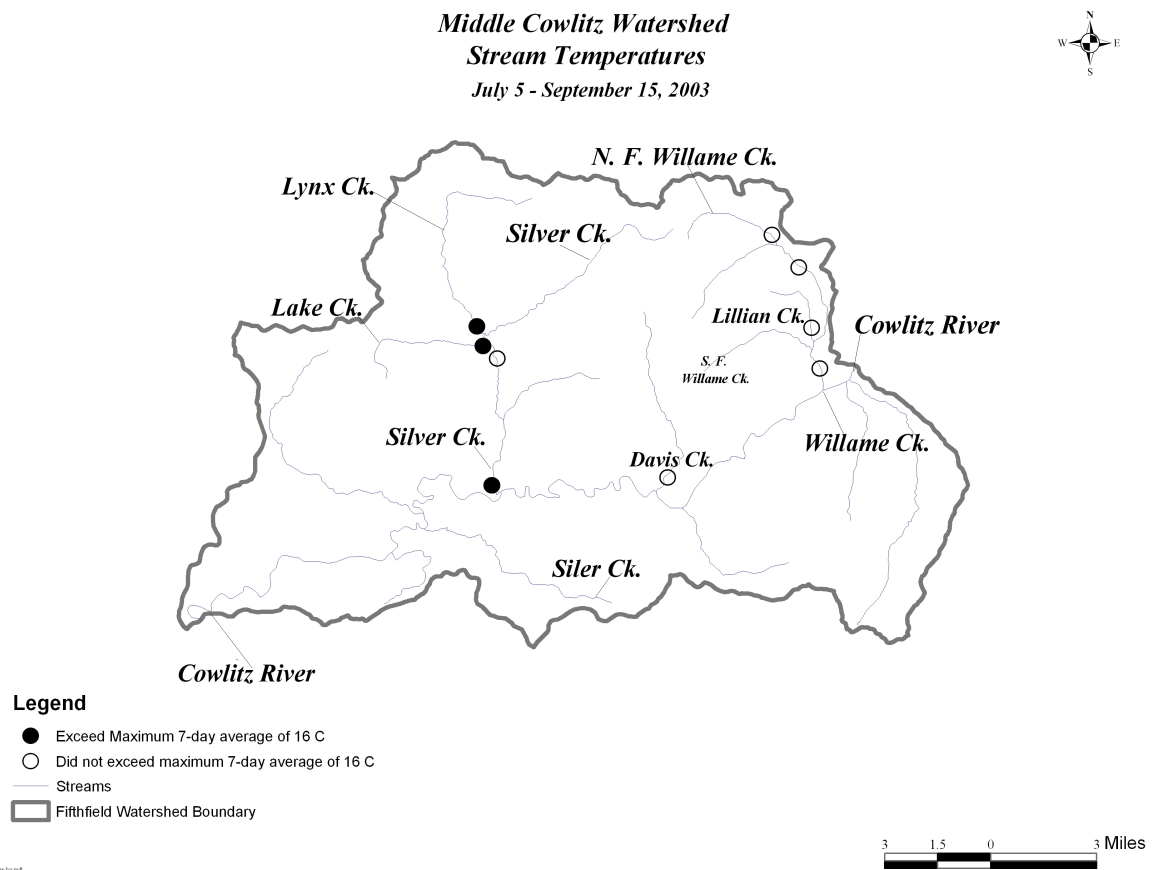 Middle Cowlitz Watershed
Stream Temperatures
July 5 - September 15, 2003
N
W
E
S
N. F. Willame Ck.
Lynx Ck.
Silver Ck.
Lake Ck.
Lillian Ck.
Cowlitz River
S. F.
Willame Ck.
Silver Ck.
Willame Ck.
Davis Ck.
Siler Ck.
Cowlitz River
Legend
Exceed Maximum 7-day average of 16 C
Did not exceed maximum 7-day average of 16 C
Streams
Fifthfield Watershed Boundary
3 1.5 0 3 Miles